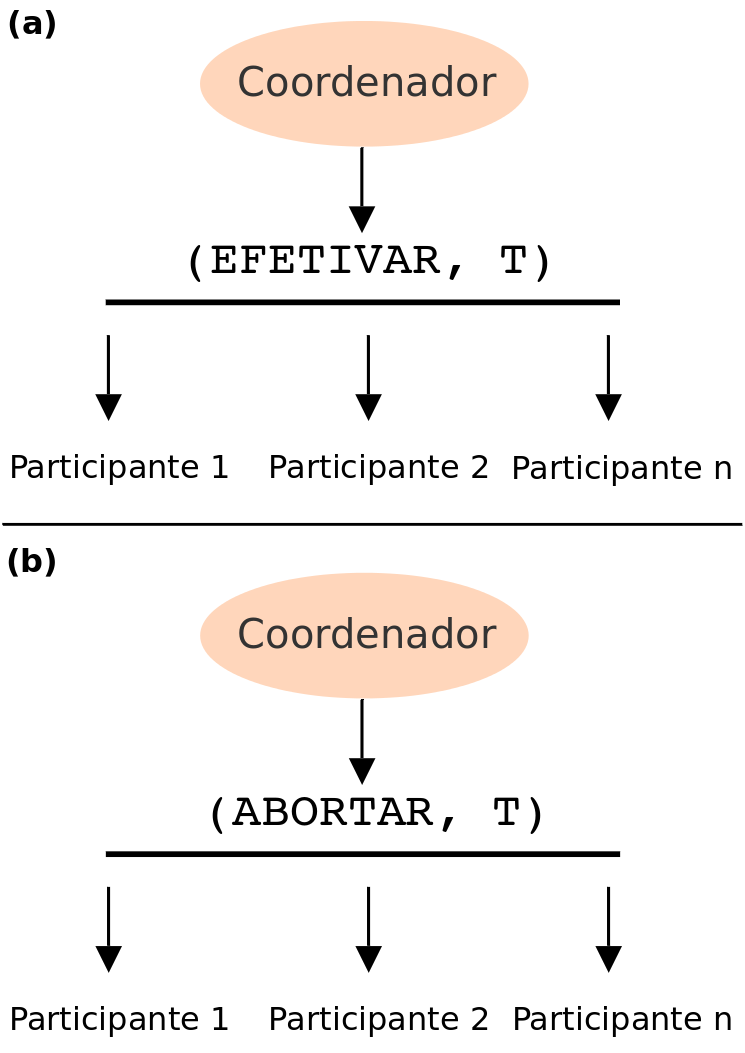 (a)
Coordenador
(EFETIVAR, T)
Participante 1 Participante 2 Participante n
(b)
Coordenador
(ABORTAR, T)
Participante 1 Participante 2 Participante n